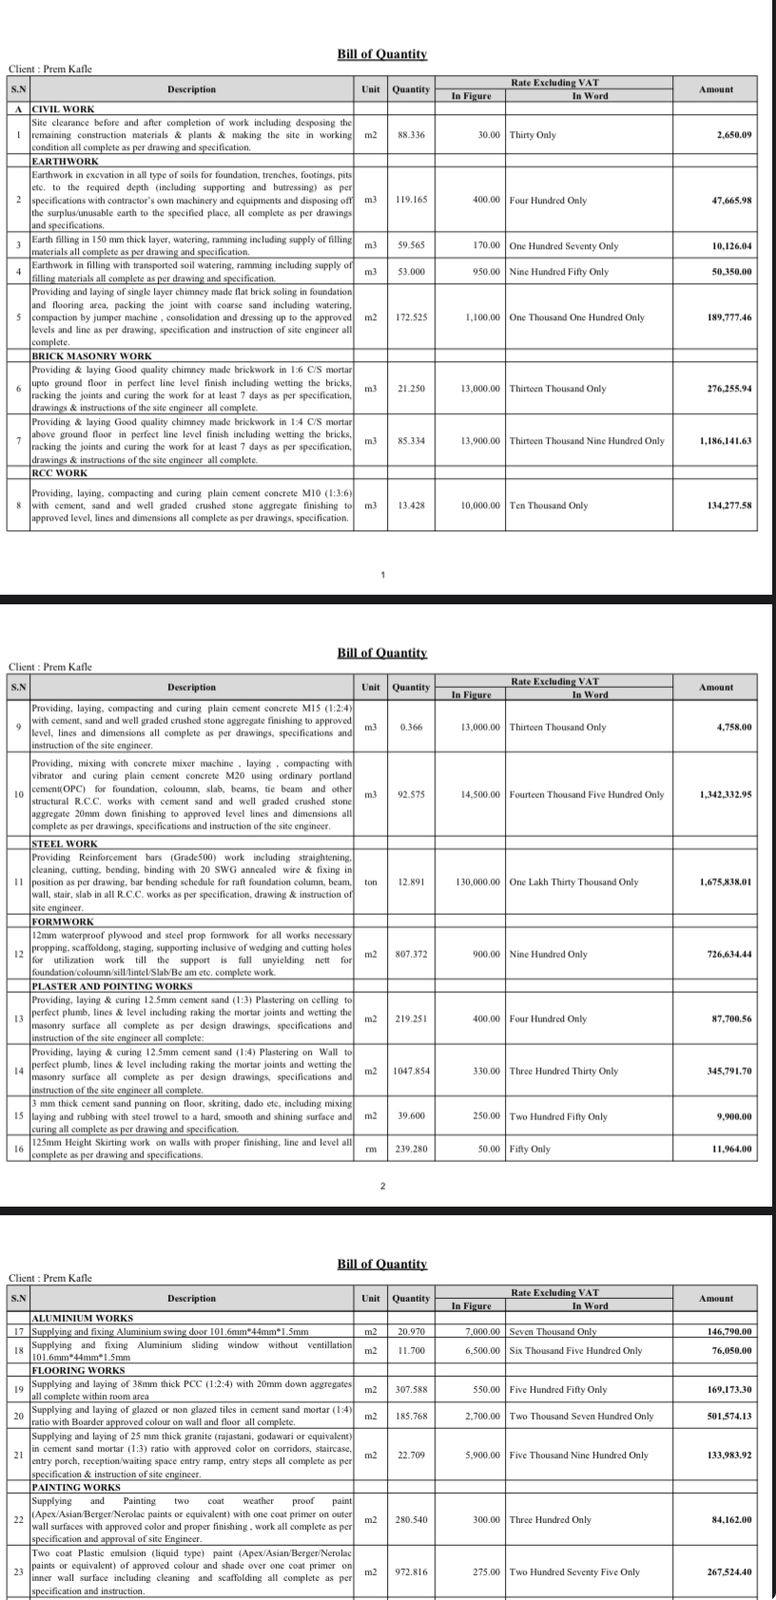 Bill of Quantity
Client : Prem Kafle
S.N Description Unit Quantity Rate Excluding VAT Amount
In Figure In Word
A CIVIL WORK
Site clearance before and after completion of work including desposing the
1 remaining construction materials & plants & making the site in working m2 88.336 30.00 Thirty Only 2,650.09
condition all complete as per drawing and specification.
EARTHWORK
Earthwork in excvation in all type of soils for foundation, trenches, footings, pits
etc. to the required depth (including supporting and butressing) as per
2 specifications with contractor's own machinery and equipments and disposing off m3 119.165 400.00 Four Hundred Only 47,665.98
the surplus/unusable earth to the specified place, all complete as per drawings
and specifications.
3 Earth filling in 150 mm thick layer, watering, ramming including supply of filling m3 59.565 170.00 One Hundred Seventy Only 10,126.04
materials all complete as per drawing and specification.
4 Earthwork in filling with transported soil watering, ramming including supply of m3 53.000 950.00 Nine Hundred Fifty Only 50,350.00
filling materials all complete as per drawing and specification.
Providing and laying of single layer chimney made flat brick soling in foundation
and flooring area, packing the joint with coarse sand including watering,
5 compaction by jumper machine , consolidation and dressing up to the approved m2 172.525 1,100.00 One Thousand One Hundred Only 189,777.46
levels and line as per drawing, specification and instruction of site engineer all
complete.
BRICK MASONRY WORK
Providing & laying Good quality chimney made brickwork in 1:6 C/S mortar
6 upto ground floor in perfect line level finish including wetting the bricks, m3 21.250 13,000.00 Thirteen Thousand Only 276,255.94
racking the joints and curing the work for at least 7 days as per specification,
drawings & instructions of the site engineer all complete.
Providing & laying Good quality chimney made brickwork in 1:4 C/S mortar
7 above ground floor in perfect line level finish including wetting the bricks, m3 85.334 13,900.00 Thirteen Thousand Nine Hundred Only 1,186,141.63
racking the joints and curing the work for at least 7 days as per specification,
drawings & instructions of the site engineer all complete.
RCC WORK
Providing, laying, compacting and curing plain cement concrete M10 (1:3:6)
8 with cement, sand and well graded crushed stone aggregate finishing to m3 13.428 10,000.00 Ten Thousand Only 134,277.58
approved level, lines and dimensions all complete as per drawings, specification.
1
Bill of Quantity
Client : Prem Kafle
S.N Description Unit Quantity Rate Excluding VAT Amount
In Figure In Word
Providing, laying, compacting and curing plain cement concrete M15 (1:2:4)
9 with cement, sand and well graded crushed stone aggregate finishing to approved m3 0.366 13,000.00 Thirteen Thousand Only 4,758.00
level, lines and dimensions all complete as per drawings, specifications and
instruction of the site engineer.
Providing, mixing with concrete mixer machine , laying , compacting with
vibrator and curing plain cement concrete M20 using ordinary portland
10 cement(OPC) for foundation, coloumn, slab, beams, tie beam and other m3 92.575 14,500.00 Fourteen Thousand Five Hundred Only 1,342,332.95
structural R.C.C. works with cement sand and well graded crushed stone
aggregate 20mm down finishing to approved level lines and dimensions all
complete as per drawings, specifications and instruction of the site engineer.
STEEL WORK
Providing Reinforcement bars (Grade500) work including straightening,
cleaning, cutting, bending, binding with 20 SWG annealed wire & fixing in
11 position as per drawing, bar bending schedule for raft foundation column, beam, ton 12.891 130,000.00 One Lakh Thirty Thousand Only 1,675,838.01
wall, stair, slab in all R.C.C. works as per specification, drawing & instruction of
site engineer.
FORMWORK
12mm waterproof plywood and steel prop formwork for all works necessary
12 propping, scaffoldong, staging, supporting inclusive of wedging and cutting holes m2 807.372 900.00 Nine Hundred Only 726,634.44
for utilization work till the support is full unyielding nett for
foundation/coloumn/sill/lintel/Slab/Be am etc. complete work.
PLASTER AND POINTING WORKS
Providing, laying & curing 12.5mm cement sand (1:3) Plastering on celling to
13 perfect plumb, lines & level including raking the mortar joints and wetting the m2 219.251 400.00 Four Hundred Only 87,700.56
masonry surface all complete as per design drawings, specifications and
instruction of the site engineer all complete:
Providing, laying & curing 12.5mm cement sand (1:4) Plastering on Wall to
14 perfect plumb, lines & level including raking the mortar joints and wetting the m2 1047.854 330.00 Three Hundred Thirty Only 345,791.70
masonry surface all complete as per design drawings, specifications and
instruction of the site engineer all complete.
3 mm thick cement sand punning on floor, skriting, dado etc, including mixing
15 laying and rubbing with steel trowel to a hard, smooth and shining surface and m2 39.600 250.00 Two Hundred Fifty Only 9,900.00
curing all complete as per drawing and specification.
16 125mm Height Skirting work on walls with proper finishing, line and level all rm 239.280 50.00 Fifty Only 11,964.00
complete as per drawing and specifications.
2
Bill of Quantity
Client : Prem Kafle
S.N Description Unit Quantity Rate Excluding VAT Amount
In Figure In Word
ALUMINIUM WORKS
17 Supplying and fixing Aluminium swing door 101.6mm*44mm*1.5mm m2 20.970 7,000.00 Seven Thousand Only 146,790.00
18 Supplying and fixing Aluminium sliding window without ventillation m2 11.700 6,500.00 Six Thousand Five Hundred Only 76,050.00
101.6mm*44mm*1.5mm
FLOORING WORKS
19 Supplying and laying of 38mm thick PCC (1:2:4) with 20mm down aggregates m2 307.588 550.00 Five Hundred Fifty Only 169,173.30
all complete within room area
20 Supplying and laying of glazed or non glazed tiles in cement sand mortar (1:4) m2 185.768 2,700.00 Two Thousand Seven Hundred Only 501,574.13
ratio with Boarder approved colour on wall and floor all complete.
Supplying and laying of 25 mm thick granite (rajastani, godawari or equivalent)
21 in cement sand mortar (1:3) ratio with approved color on corridors, staircase, m2 22.709 5,900.00 Five Thousand Nine Hundred Only 133,983.92
entry porch, reception/waiting space entry ramp, entry steps all complete as per
specification & instruction of site engineer.
PAINTING WORKS
Supplying and Painting two coat weather proof paint
22 (Apex/Asian/Berger/Nerolac paints or equivalent) with one coat primer on outer m2 280.540 300.00 Three Hundred Only 84,162.00
wall surfaces with approved color and proper finishing , work all complete as per
specification and approval of site Engineer.
Two coat Plastic emulsion (liquid type) paint (Apex/Asian/Berger/Nerolac
23 paints or equivalent) of approved colour and shade over one coat primer on m2 972.816 275.00 Two Hundred Seventy Five Only 267,524.40
inner wall surface including cleaning and scaffolding all complete as per
specification and instruction.